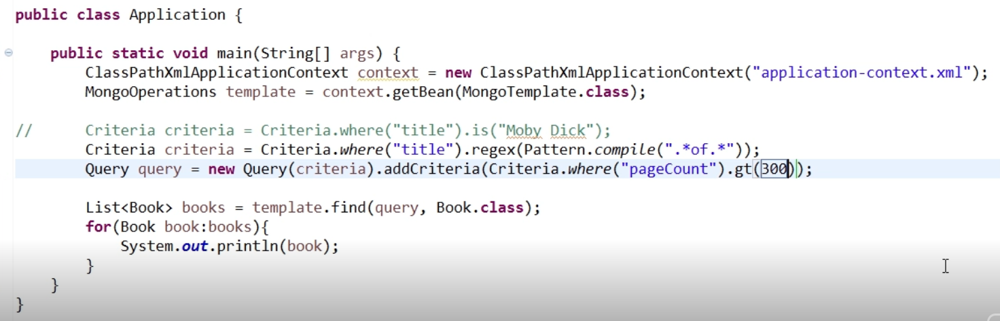 public class Application {
public static void main(String[] args) {
ClassPathXmlApplicationContext context = new ClassPathXmlApplicationContext("application-context.xml");
MongoOperations template = context.getBean(MongoTemplate.class);
// Criteria criteria = Criteria.where("title").is("Moby Dick");
Criteria criteria = Criteria.where("title").regex(Pattern.compile(".*of.*"));
Query query = new Query(criteria).addCriteria(Criteria.where("pageCount").gt(300));
List<Book> books = template.find(query, Book.class);
for(Book book:books){
System.out.println(book);
}
}
}